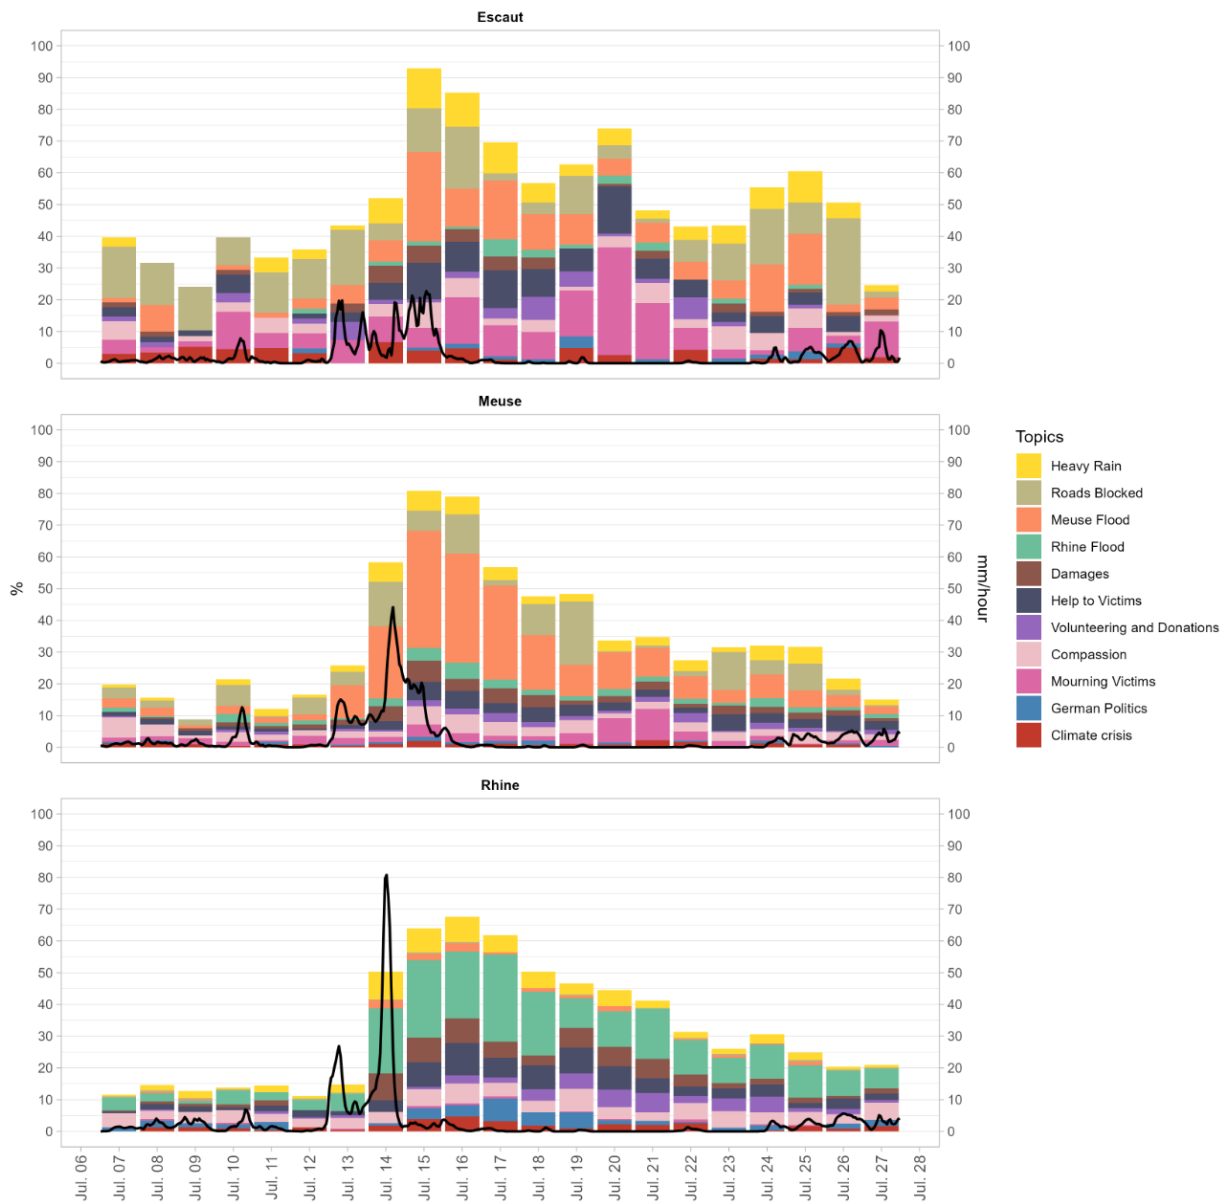 Escaut
100 100
90 90
80 80
70 70
60 60
50 50
40 40
30 30
20 20
10 10
0 0
Meuse
100 100
90 90
80 80
70 70
60 60
50 50
40 40
30 30
20 20
10 10
0 0
%
mm/hour
Topics
Heavy Rain
Roads Blocked
Meuse Flood
Rhine Flood
Damages
Help to Victims
Volunteering and Donations
Compassion
Mourning Victims
German Politics
Climate crisis
Rhine
100 100
90 90
80 80
70 70
60 60
50 50
40 40
30 30
20 20
10 10
0 0
Jul. 06
Jul. 07
Jul. 08
Jul. 09
Jul. 10
Jul. 11
Jul. 12
Jul. 13
Jul. 14
Jul. 15
Jul. 16
Jul. 17
Jul. 18
Jul. 19
Jul. 20
Jul. 21
Jul. 22
Jul. 23
Jul. 24
Jul. 25
Jul. 26
Jul. 27
Jul. 28